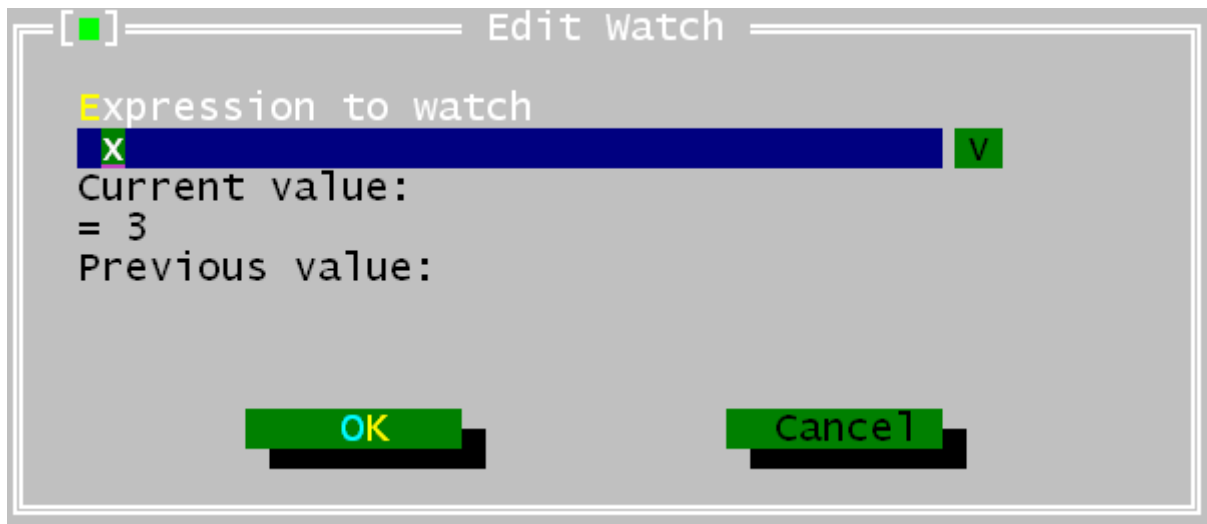 [■] Edit Watch
Expression to watch
x V
Current value:
= 3
Previous value:
OK Cancel